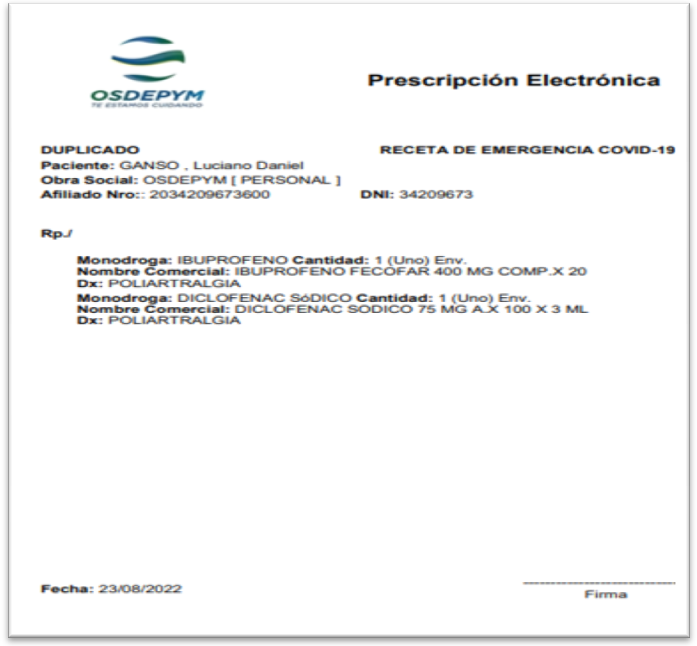 OSDEPYM
TE ESTAMOS CUIDANDO
Prescripción Electrónica
DUPLICADO
RECETA DE EMERGENCIA COVID-19
Paciente: GANSO , Luciano Daniel
Obra Social: OSDEPYM [ PERSONAL ]
Afiliado Nro:: 2034209673600 DNI: 34209673
Rp./
Monodroga: IBUPROFENO Cantidad: 1 (Uno) Env.
Nombre Comercial: IBUPROFENO FECOFAR 400 MG COMP.X 20
Dx: POLIARTRALGIA
Monodroga: DICLOFENAC SóDICO Cantidad: 1 (Uno) Env.
Nombre Comercial: DICLOFENAC SODICO 75 MG A.X 100 X 3 ML
Dx: POLIARTRALGIA
Fecha: 23/08/2022
Firma